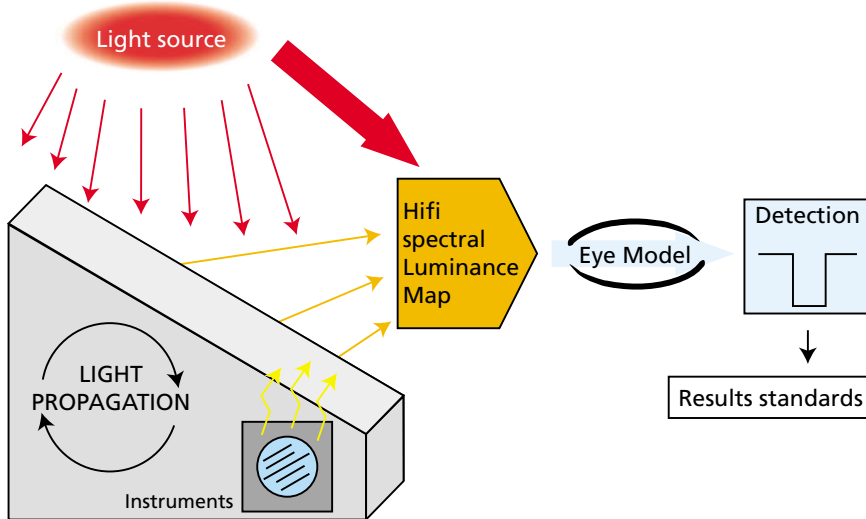 Light source
Hifi
spectral
Luminance
Map
Eye Model
Detection
LIGHT
PROPAGATION
Results standards
Instruments